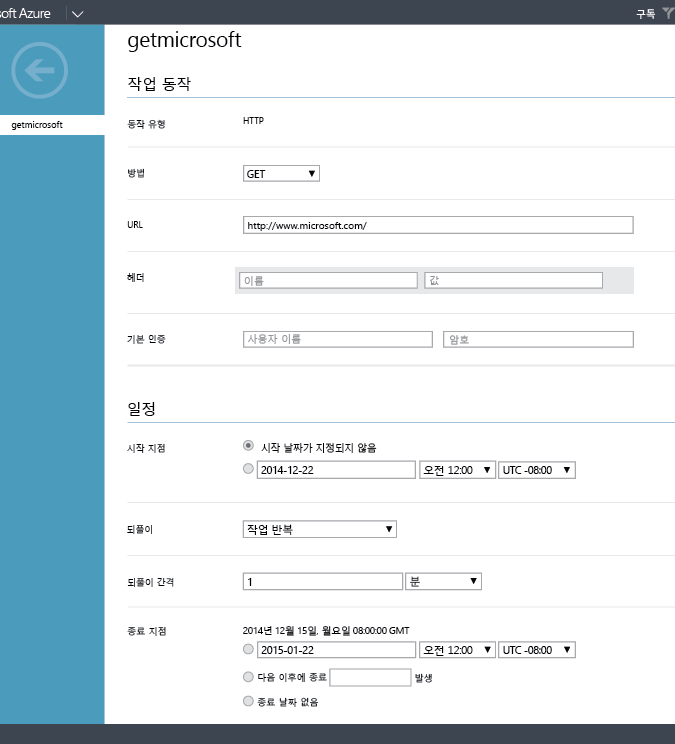 soft Azure
구독
getmicrosoft
getmicrosoft
작업 동작
동작 유형 HTTP
방법 GET
URL http://www.microsoft.com/
헤더 이름 값
기본 인증 사용자 이름 암호
일정
시작 지점 시작 날짜가 지정되지 않음
2014-12-22 오전 12:00 UTC -08:00
되풀이 작업 반복
되풀이 간격 1 분
종료 지점 2014년 12월 15일, 월요일 08:00:00 GMT
2015-01-22 오전 12:00 UTC -08:00
다음 이후에 종료 발생
종료 날짜 없음